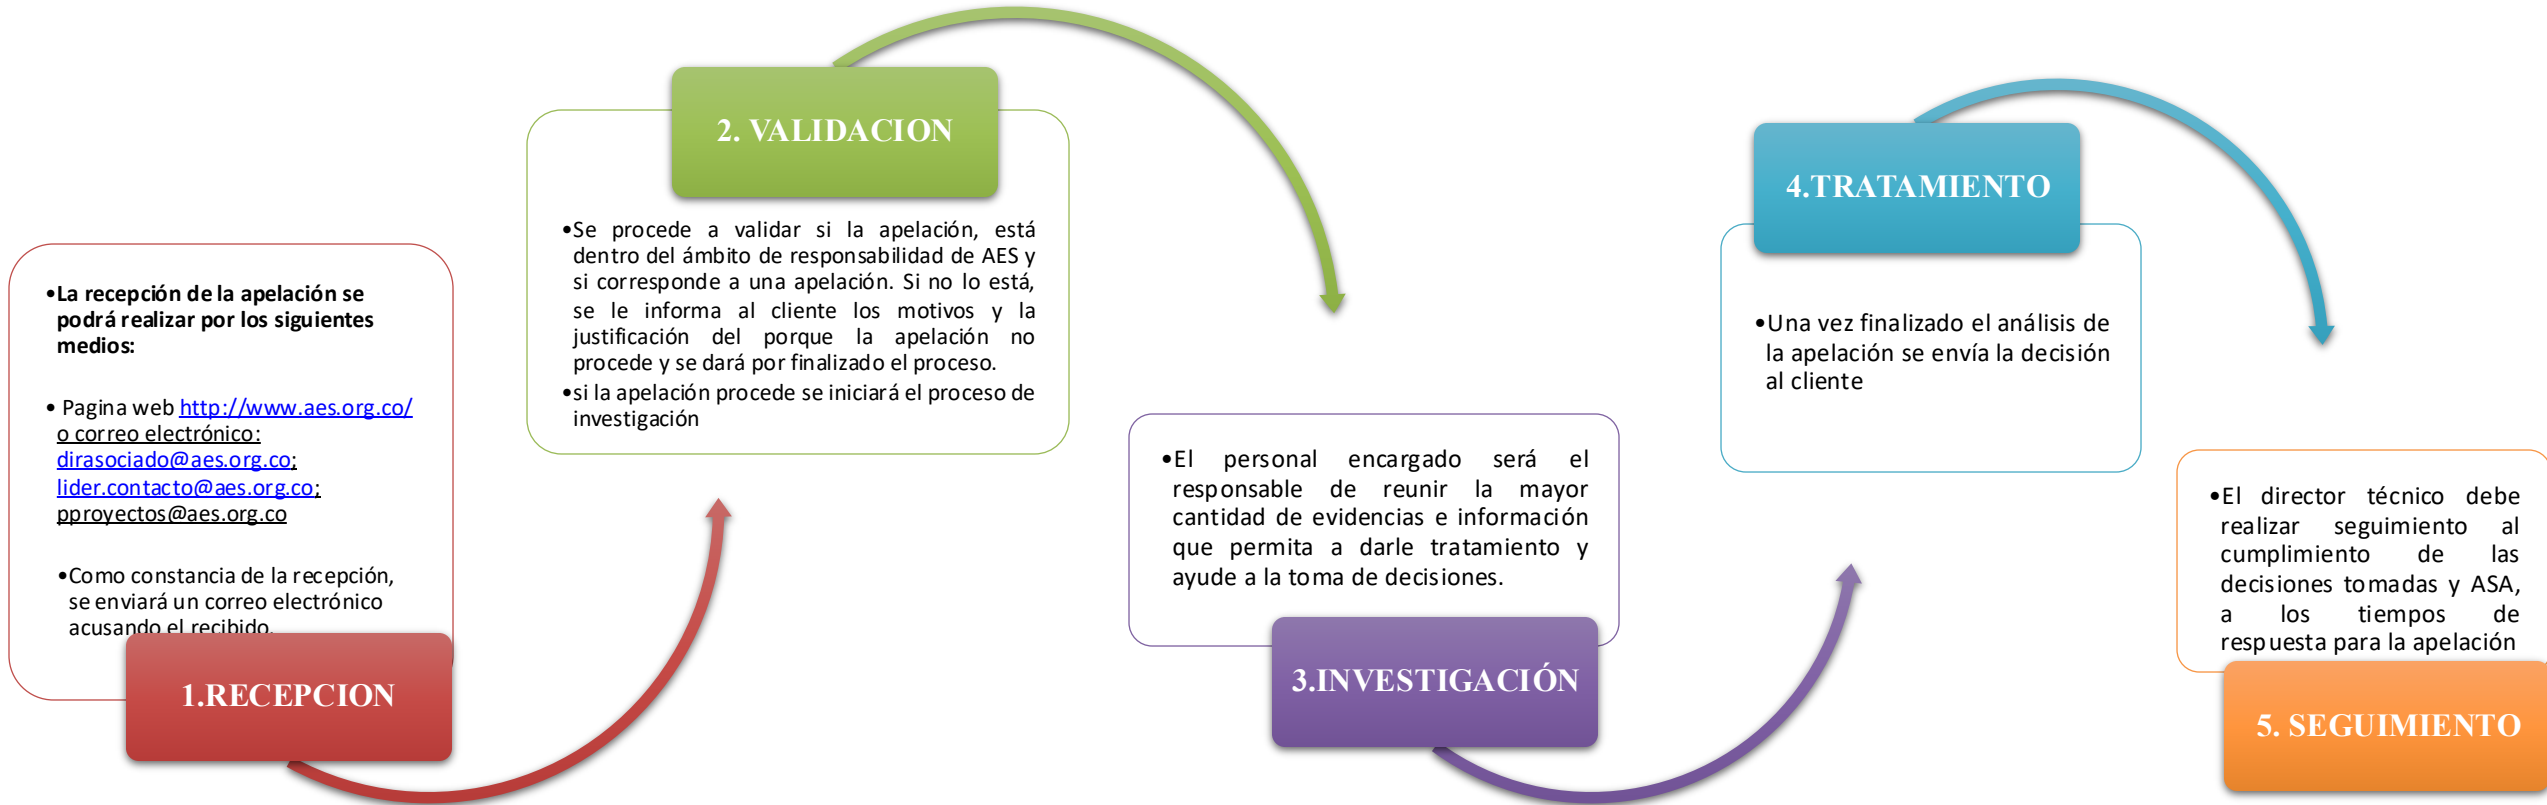 •La recepción de la apelación se
podrá realizar por los siguientes
medios:
• Pagina web http://www.aes.org.co/
o correo electrónico:
dirasociado@aes.org.co;
lider.contacto@aes.org.co;
pproyectos@aes.org.co
•Como constancia de la recepción,
se enviará un correo electrónico
acusando el recibido.
1.RECEPCION
2. VALIDACION
•Se procede a validar si la apelación, está
dentro del ámbito de responsabilidad de AES y
si corresponde a una apelación. Si no lo está,
se le informa al cliente los motivos y la
justificación del porque la apelación no
procede y se dará por finalizado el proceso.
•si la apelación procede se iniciará el proceso de
investigación
•El personal encargado será el
responsable de reunir la mayor
cantidad de evidencias e información
que permita a darle tratamiento y
ayude a la toma de decisiones.
3.INVESTIGACIÓN
4.TRATAMIENTO
•Una vez finalizado el análisis de
la apelación se envía la decisión
al cliente
•El director técnico debe
realizar seguimiento al
cumplimiento de las
decisiones tomadas y ASA,
a los tiempos de
respuesta para la apelación
5. SEGUIMIENTO